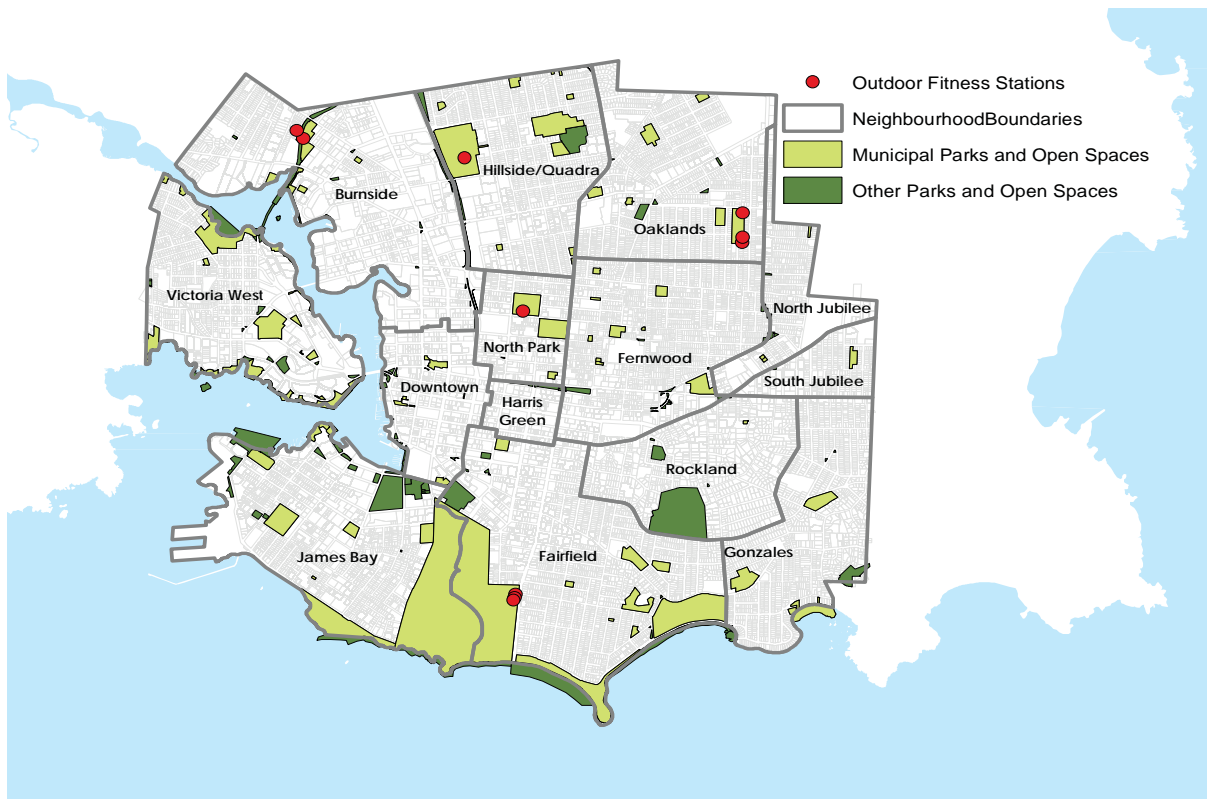 Outdoor Fitness Stations
NeighbourhoodBoundaries
Municipal Parks and Open Spaces
Other Parks and Open Spaces
Hillside/Quadra
Burnside
Oaklands
Victoria West
North Jubilee
North Park
Fernwood
South Jubilee
Downtown
Harris
Green
Rockland
Gonzales
Fairfield
James Bay